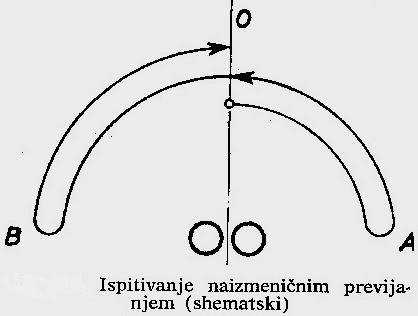 O
B
A
Ispitivanje naizmeničnim previja-
njem (shematski)